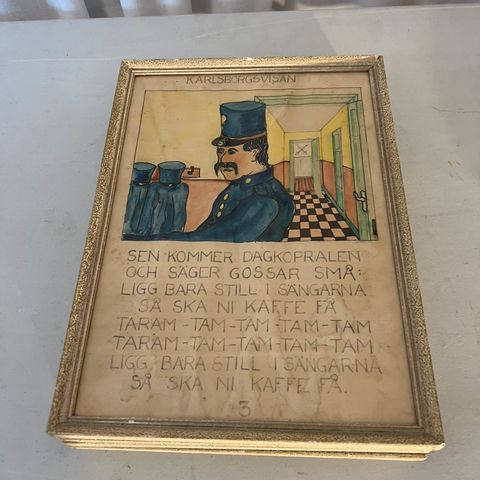 KARLSBORGSVISAN
SEN KOMMER DAGKOPRALEN
OCH SÄGER GOSSAR SMÅ:
LIGG BARA STILL I SÄNGARNA
SÅ SKA NI KAFFE FÅ
TARAM-TAM-TAM-TAM-TAM
TARAM-TAM-TAM-TAM-TAM
LIGG BARA STILL I SÄNGARNA
SÅ SKA NI KAFFE FÅ.
3